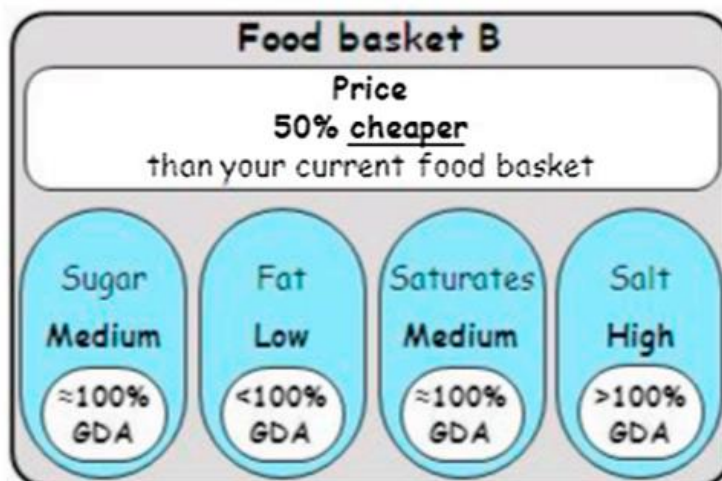 Food basket B
Price
50% cheaper
than your current food basket
Sugar
Medium
≈100%
GDA
Fat
Low
<100%
GDA
Saturates
Medium
≈100%
GDA
Salt
High
>100%
GDA